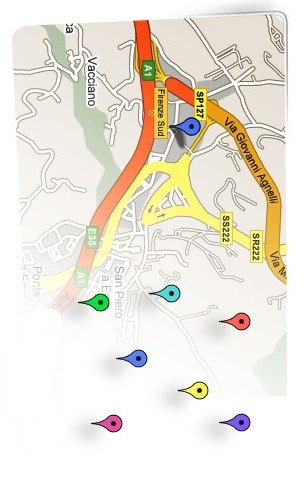 ca
Vacciano
A1
Firenze Sud
SP127
Via Giovanni Agnelli
SS222
SR222
Via M
E35
A1
San Piero
a E
Ponte